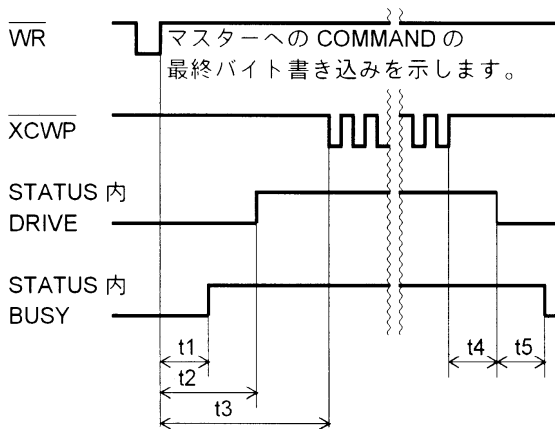 WR
マスターへの COMMAND の
最終バイト書き込みを示します。
XCWP
STATUS 内
DRIVE
STATUS 内
BUSY
t1
t2
t3
t4
t5